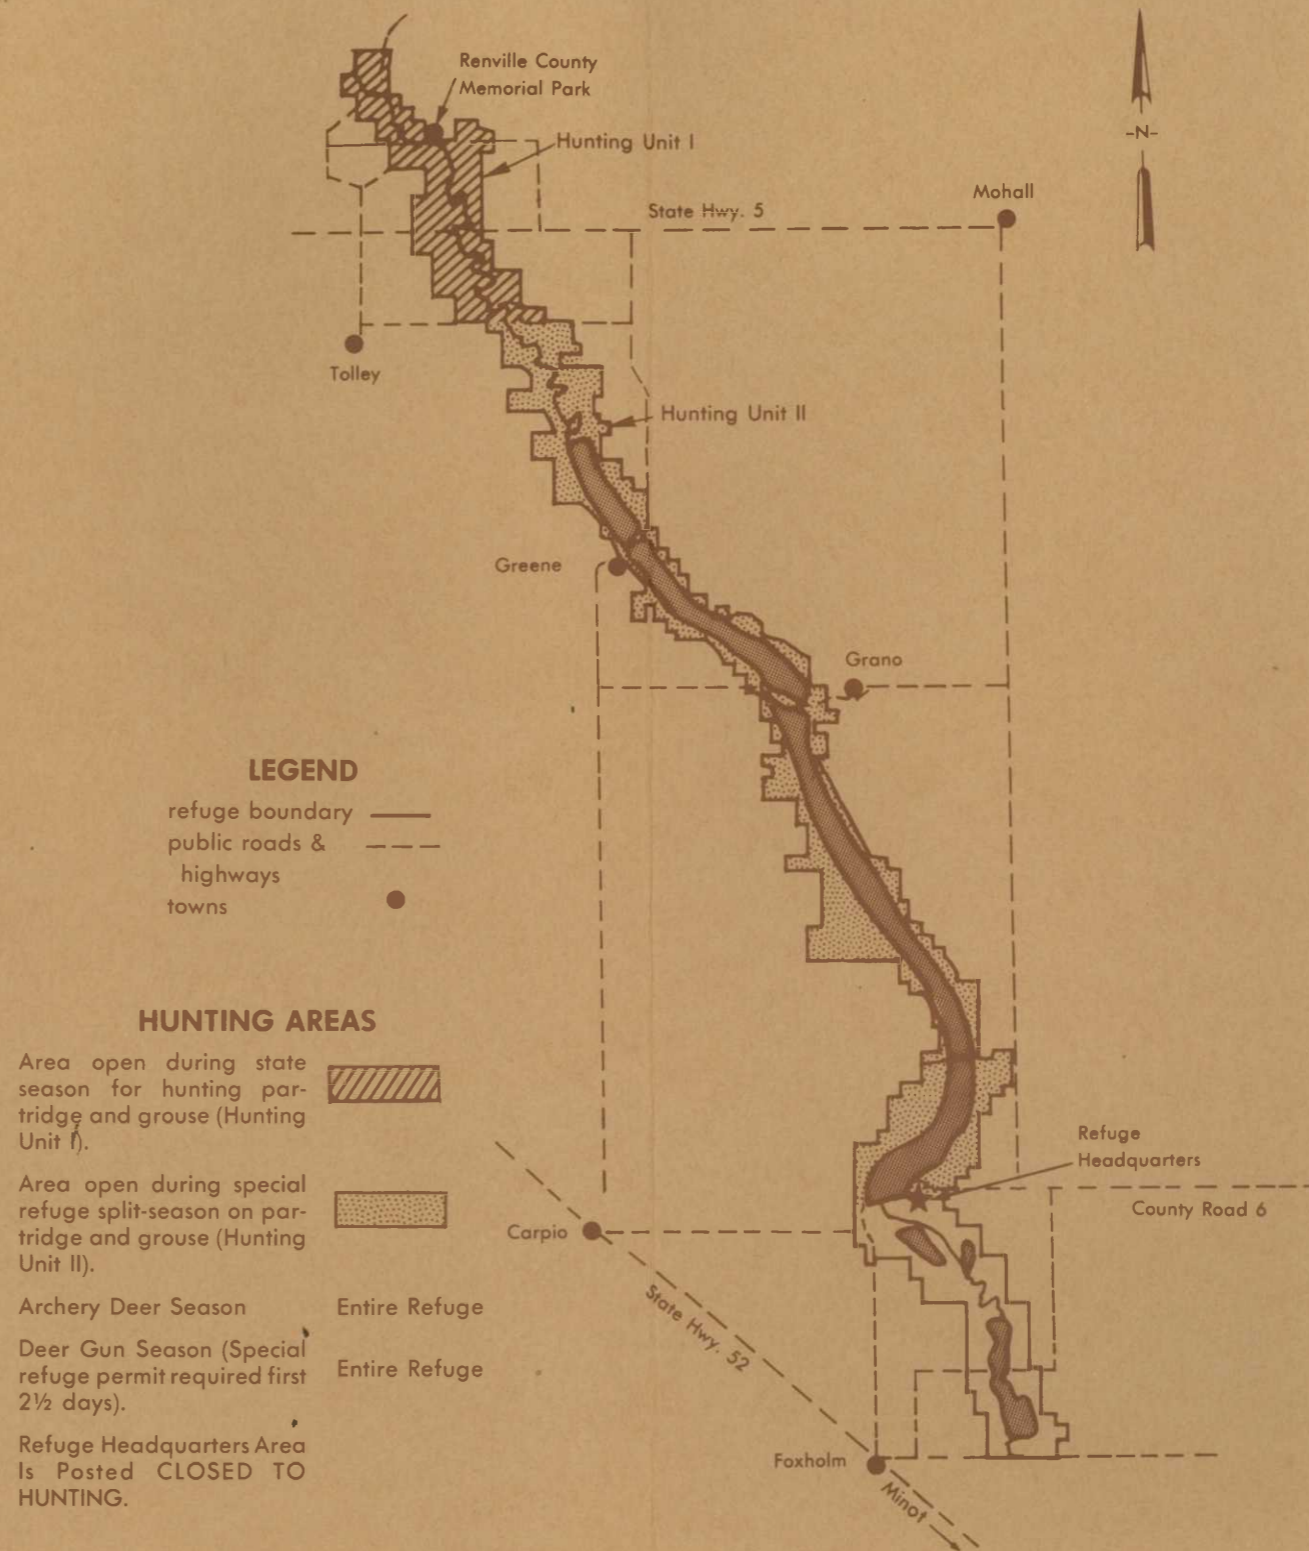 Renville County
Memorial Park
Hunting Unit I
-N-
Mohall
State Hwy. 5
Tolley
Hunting Unit II
Greene
Grano
LEGEND
refuge boundary
public roads &
highways
towns
HUNTING AREAS
Area open during state
season for hunting par-
tridge and grouse (Hunting
Unit I).
Area open during special
refuge split-season on par-
tridge and grouse (Hunting
Unit II).
Archery Deer Season Entire Refuge
Deer Gun Season (Special
refuge permit required first Entire Refuge
2½ days).
Refuge Headquarters Area
Is Posted CLOSED TO
HUNTING.
Refuge
Headquarters
County Road 6
Carpio
State Hwy. 52
Foxholm
Minot